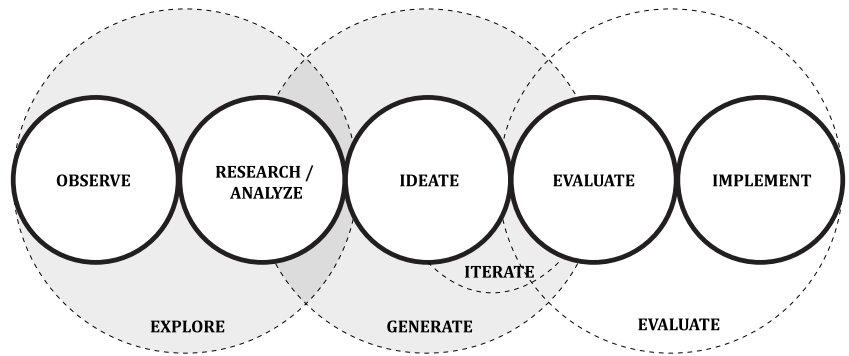 OBSERVE
RESEARCH /
ANALYZE
IDEATE
EVALUATE
IMPLEMENT
ITERATE
EXPLORE
GENERATE
EVALUATE